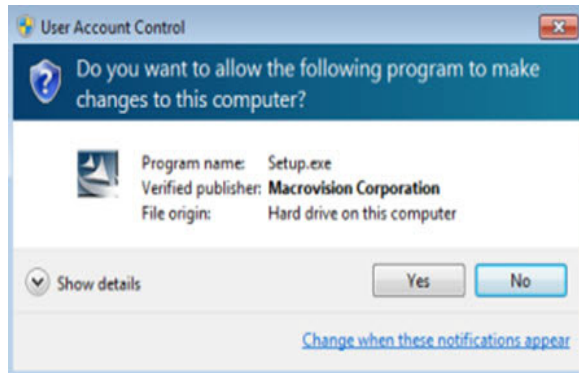 User Account Control
Do you want to allow the following program to make
changes to this computer?
Program name: Setup.exe
Verified publisher: Macrovision Corporation
File origin: Hard drive on this computer
Show details Yes No
Change when these notifications appear